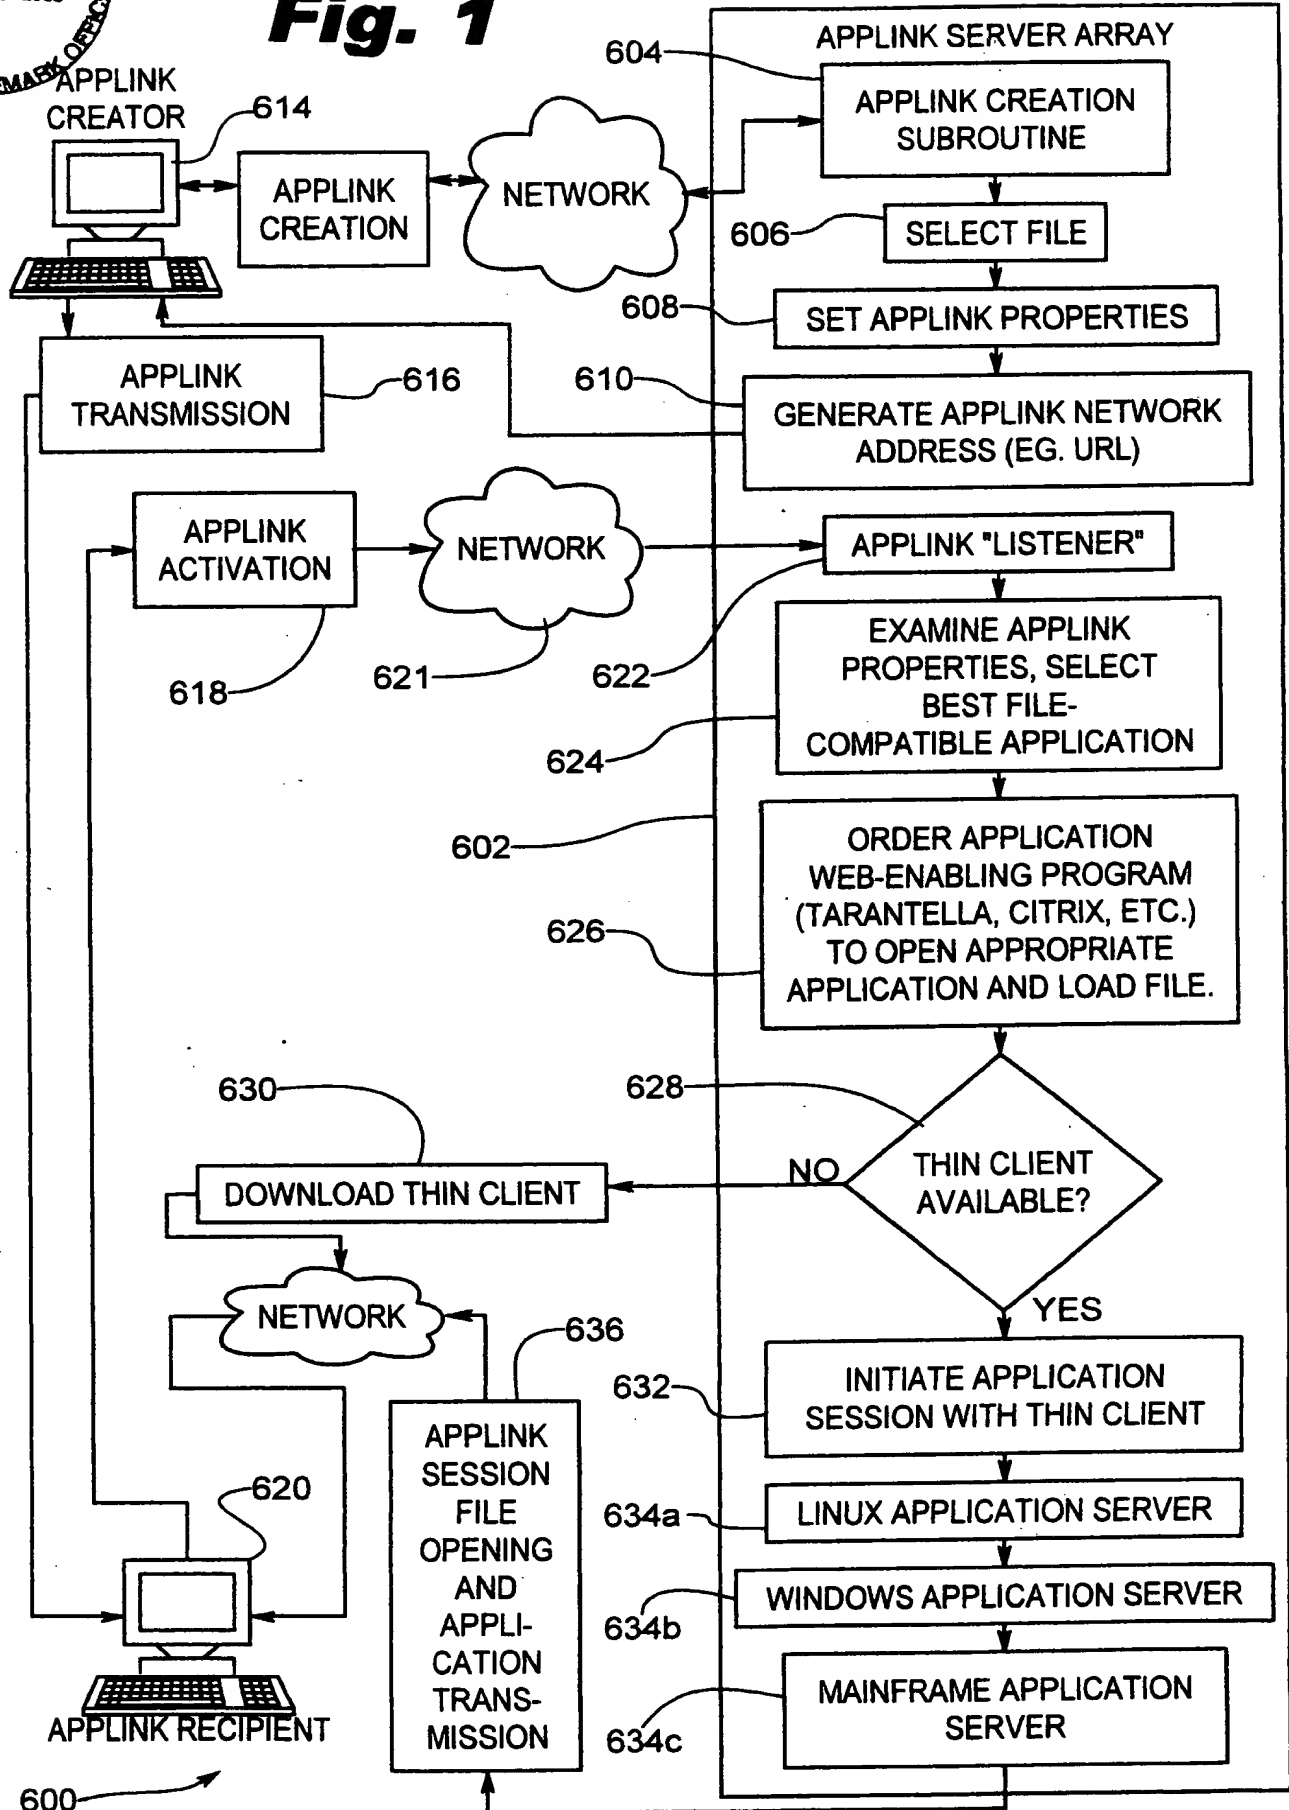 Fig. 1
MARK OFFICE
APPLINK
CREATOR
614
APPLINK
CREATION
NETWORK
APPLINK SERVER ARRAY
604
APPLINK CREATION
SUBROUTINE
606
SELECT FILE
608
SET APPLINK PROPERTIES
APPLINK
TRANSMISSION
616
610
GENERATE APPLINK NETWORK
ADDRESS (EG. URL)
APPLINK
ACTIVATION
618
NETWORK
621
622
APPLINK "LISTENER"
EXAMINE APPLINK
PROPERTIES, SELECT
BEST FILE-
COMPATIBLE APPLICATION
624
602
ORDER APPLICATION
WEB-ENABLING PROGRAM
(TARANTELLA, CITRIX, ETC.)
TO OPEN APPROPRIATE
APPLICATION AND LOAD FILE.
626
628
THIN CLIENT
AVAILABLE?
NO
YES
630
DOWNLOAD THIN CLIENT
NETWORK
636
632
INITIATE APPLICATION
SESSION WITH THIN CLIENT
APPLINK
SESSION
FILE
OPENING
AND
APPLI-
CATION
TRANS-
MISSION
634a
LINUX APPLICATION SERVER
634b
WINDOWS APPLICATION SERVER
634c
MAINFRAME APPLICATION
SERVER
620
APPLINK RECIPIENT
600